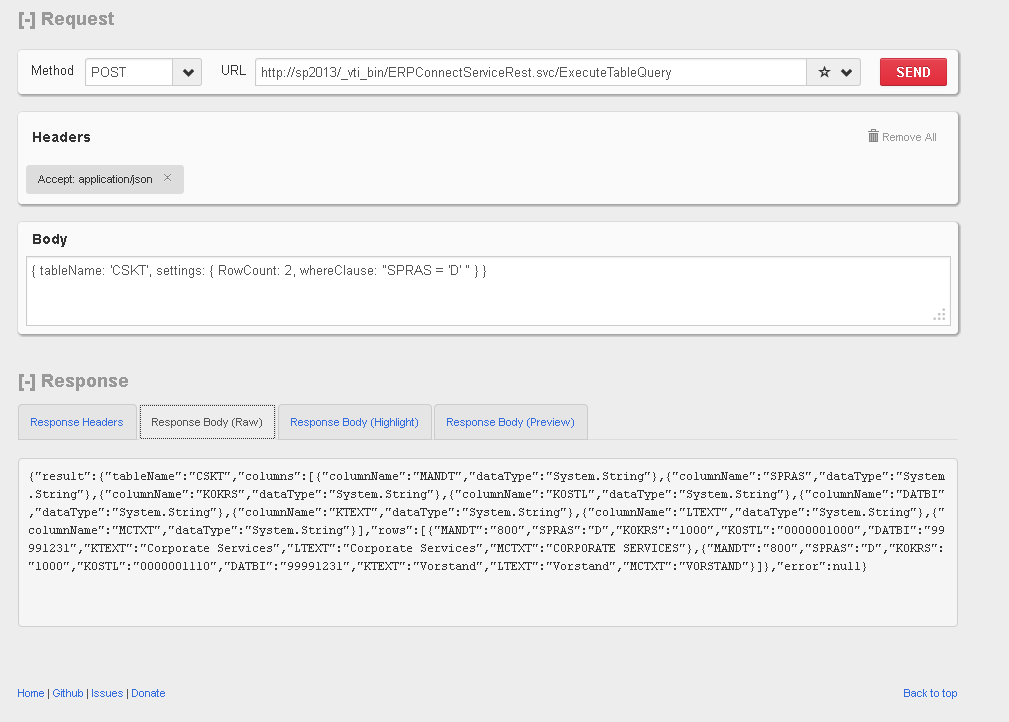 [-] Request
Method POST URL http://sp2013/_vti_bin/ERPConnectServiceRest.svc/ExecuteTableQuery SEND
Headers Remove All
Accept: application/json ×
Body
{ tableName: 'CSKT', settings: { RowCount: 2, whereClause: "SPRAS = 'D' " } }
[-] Response
Response Headers Response Body (Raw) Response Body (Highlight) Response Body (Preview)
{"result":{"tableName":"CSKT","columns":[{"columnName":"MANDT","dataType":"System.String"},{"columnName":"SPRAS","dataType":"System
.String"},{"columnName":"KOKRS","dataType":"System.String"},{"columnName":"KOSTL","dataType":"System.String"},{"columnName":"DATBI"
,"dataType":"System.String"},{"columnName":"KTEXT","dataType":"System.String"},{"columnName":"LTEXT","dataType":"System.String"},{"
columnName":"MCTXT","dataType":"System.String"}],"rows":[{"MANDT":"800","SPRAS":"D","KOKRS":"1000","KOSTL":"0000001000","DATBI":"99
991231","KTEXT":"Corporate Services","LTEXT":"Corporate Services","MCTXT":"CORPORATE SERVICES"},{"MANDT":"800","SPRAS":"D","KOKRS":
"1000","KOSTL":"0000001110","DATBI":"99991231","KTEXT":"Vorstand","LTEXT":"Vorstand","MCTXT":"VORSTAND"}]},"error":null}
Home | Github | Issues | Donate Back to top